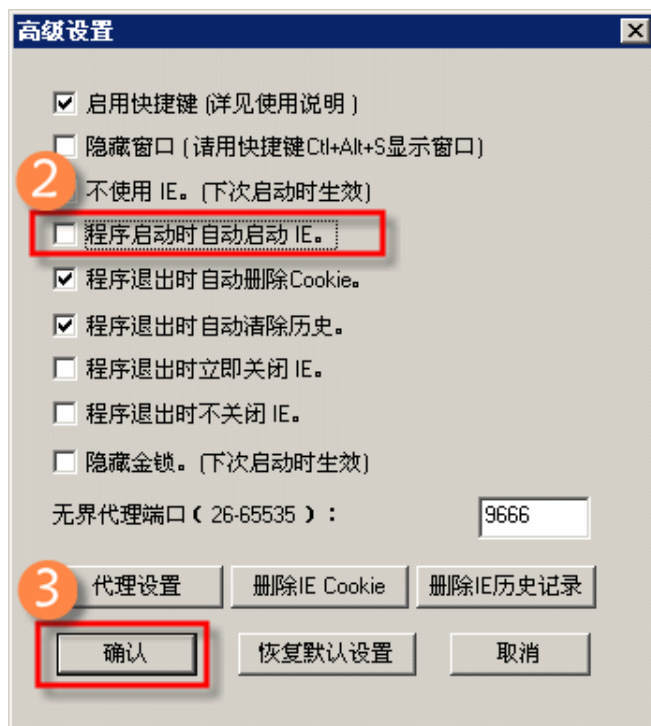 高级设置
启用快捷键 (详见使用说明 )
隐藏窗口 ( 请用快捷键Ctl+Alt+S显示窗口)
2
不使用 IE。(下次启动时生效)
程序启动时自动启动 IE。
程序退出时自动删除Cookie。
程序退出时自动清除历史。
程序退出时立即关闭 IE。
程序退出时不关闭 IE。
隐藏金锁。(下次启动时生效)
无界代理端口 ( 26-65535 ) : 9666
3
代理设置 删除IE Cookie 删除IE历史记录
确认 恢复默认设置 取消